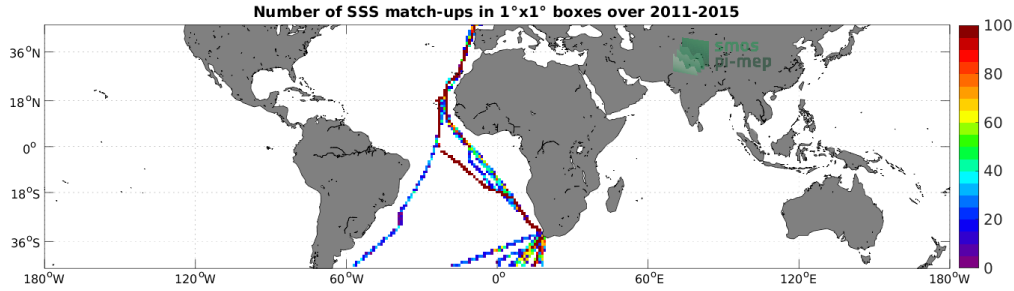 Number of SSS match-ups in 1°x1° boxes over 2011-2015
smos
pi-mep
36°N
18°N
0°
18°S
36°S
180°W
120°W
60°W
0°
60°E
120°E
180°W
100
80
60
40
20
0